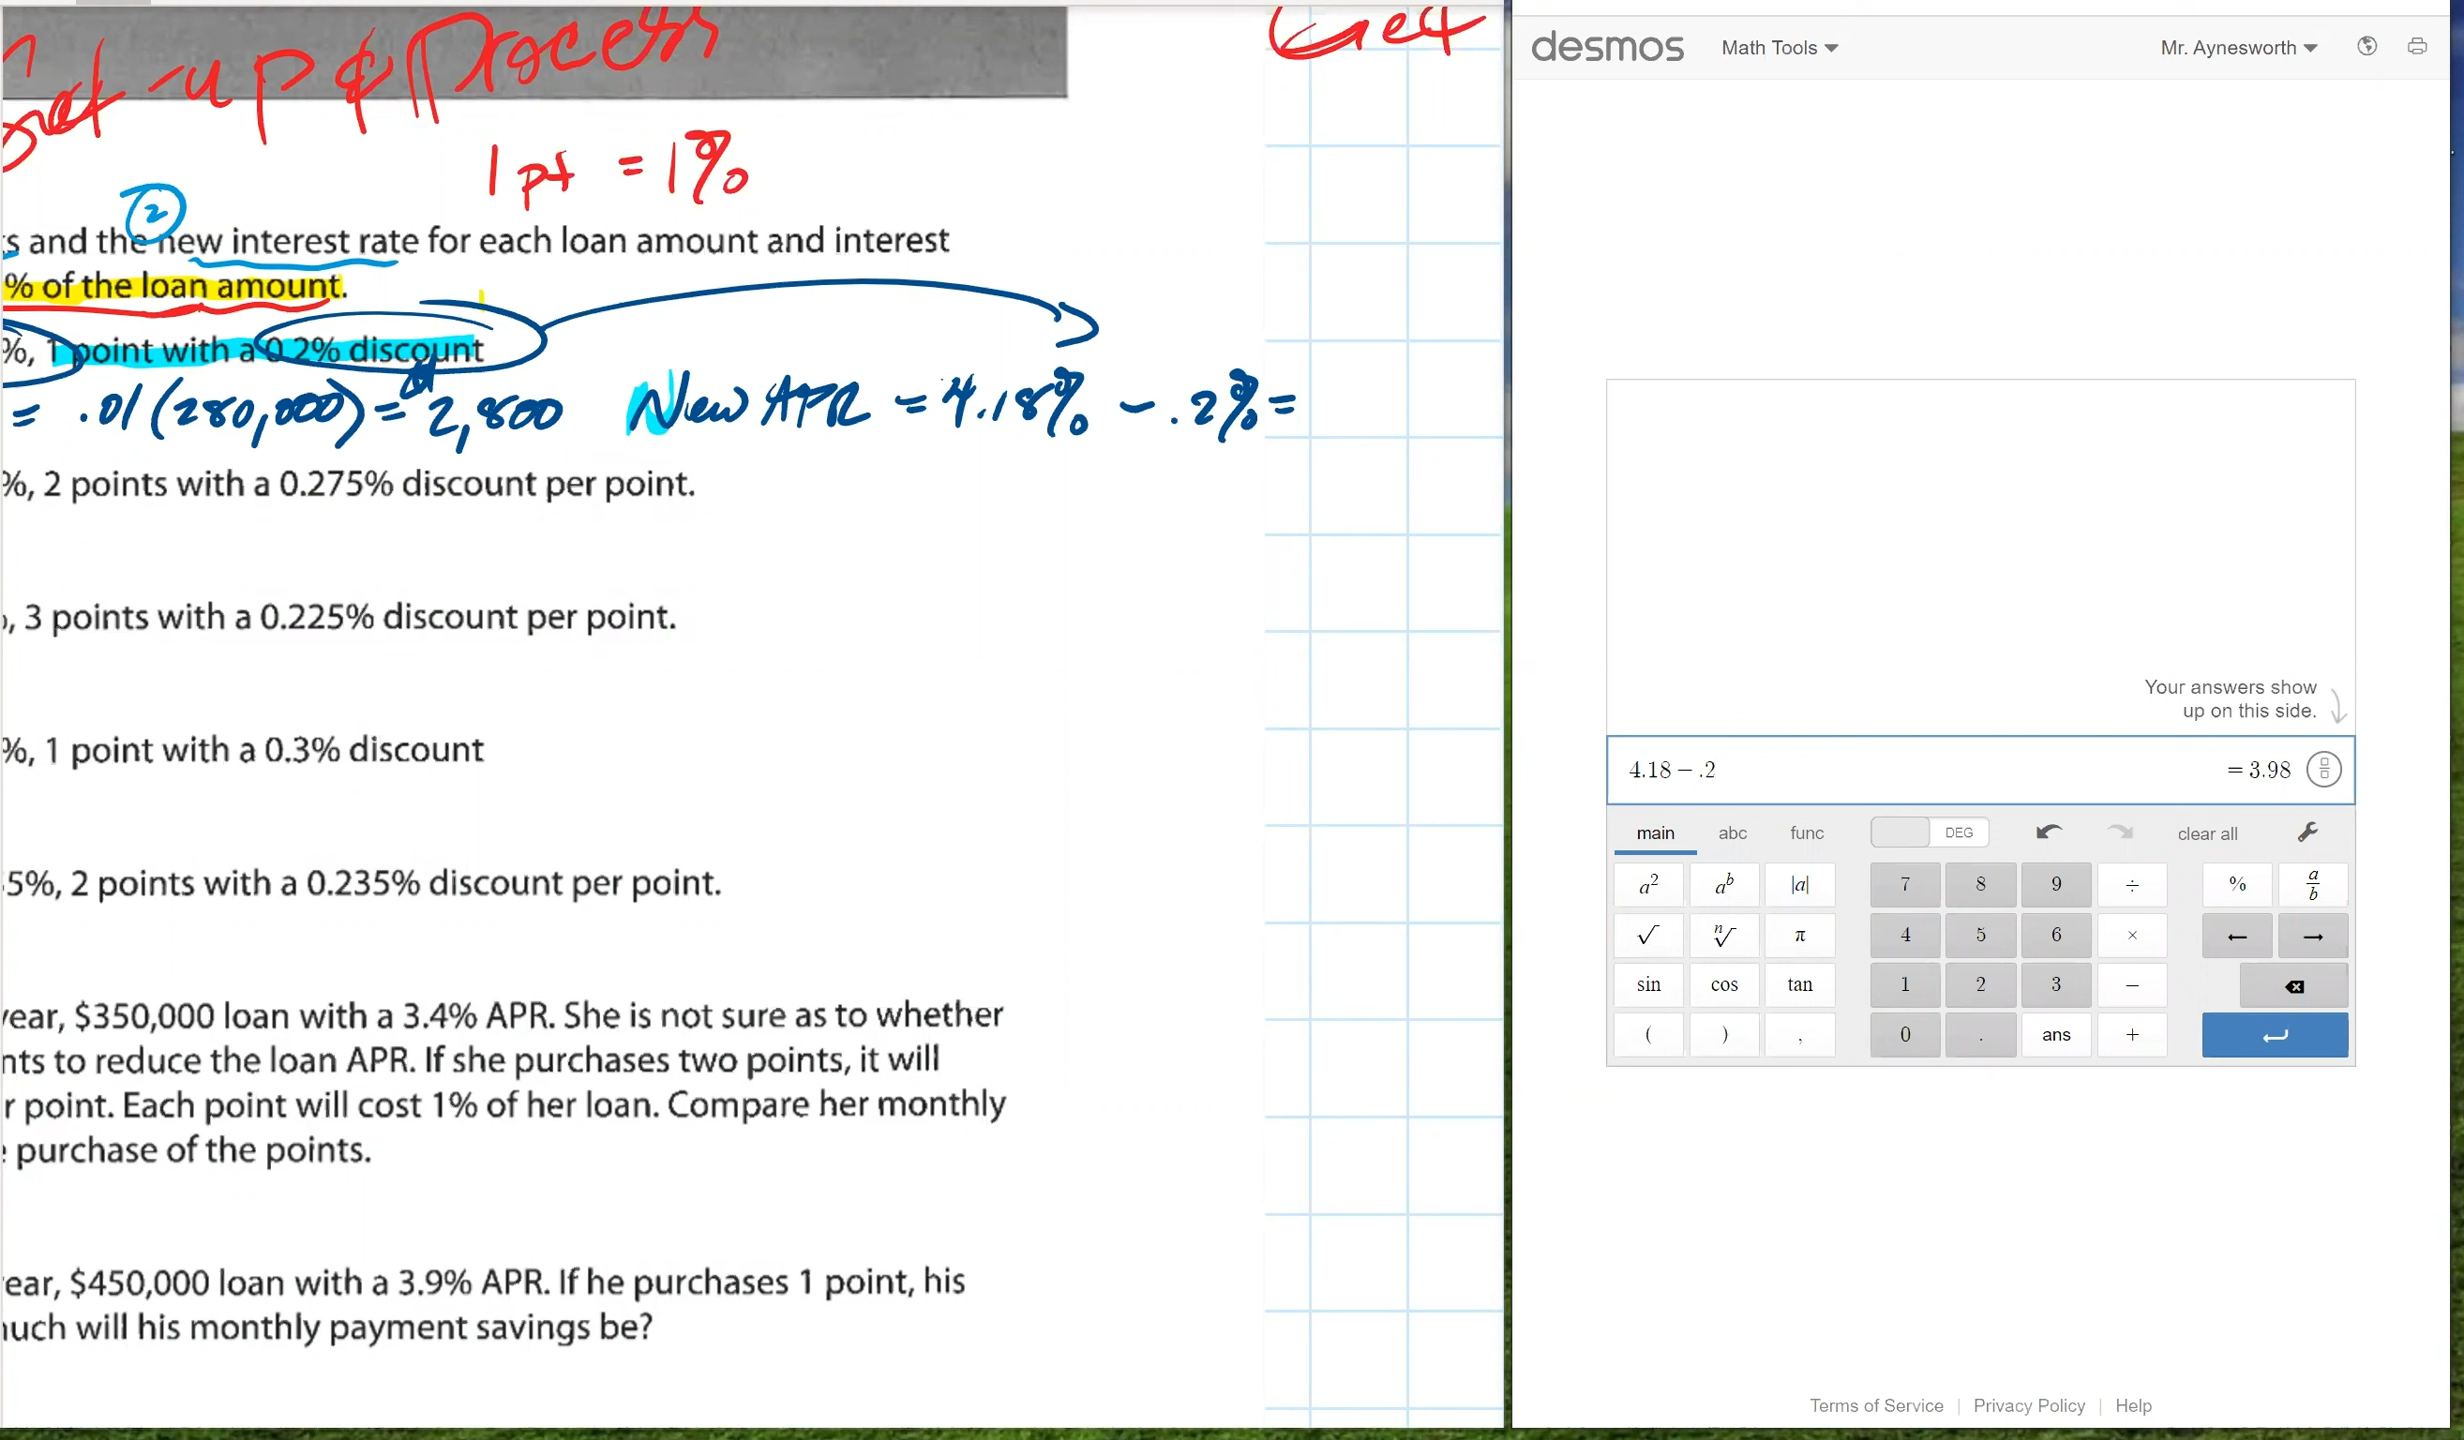 Set-up & Process
Get
1 pt = 1%
2
s and the new interest rate for each loan amount and interest
% of the loan amount.
%, 1 point with a 0.2% discount
= .01(280,000) = 2,800 New APR = 4.18% - .2% =
%, 2 points with a 0.275% discount per point.
, 3 points with a 0.225% discount per point.
%, 1 point with a 0.3% discount
5%, 2 points with a 0.235% discount per point.
year, $350,000 loan with a 3.4% APR. She is not sure as to whether
nts to reduce the loan APR. If she purchases two points, it will
r point. Each point will cost 1% of her loan. Compare her monthly
purchase of the points.
ear, $450,000 loan with a 3.9% APR. If he purchases 1 point, his
much will his monthly payment savings be?
desmos Math Tools Mr. Aynesworth
Your answers show
up on this side.
4.18 − .2 = 3.98
main abc func DEG clear all
a² aᵇ |a| 7 8 9 ÷ % a/b
√ ⁿ√ π 4 5 6 × ← →
sin cos tan 1 2 3 −
( ) , 0 . ans +
Terms of Service | Privacy Policy | Help